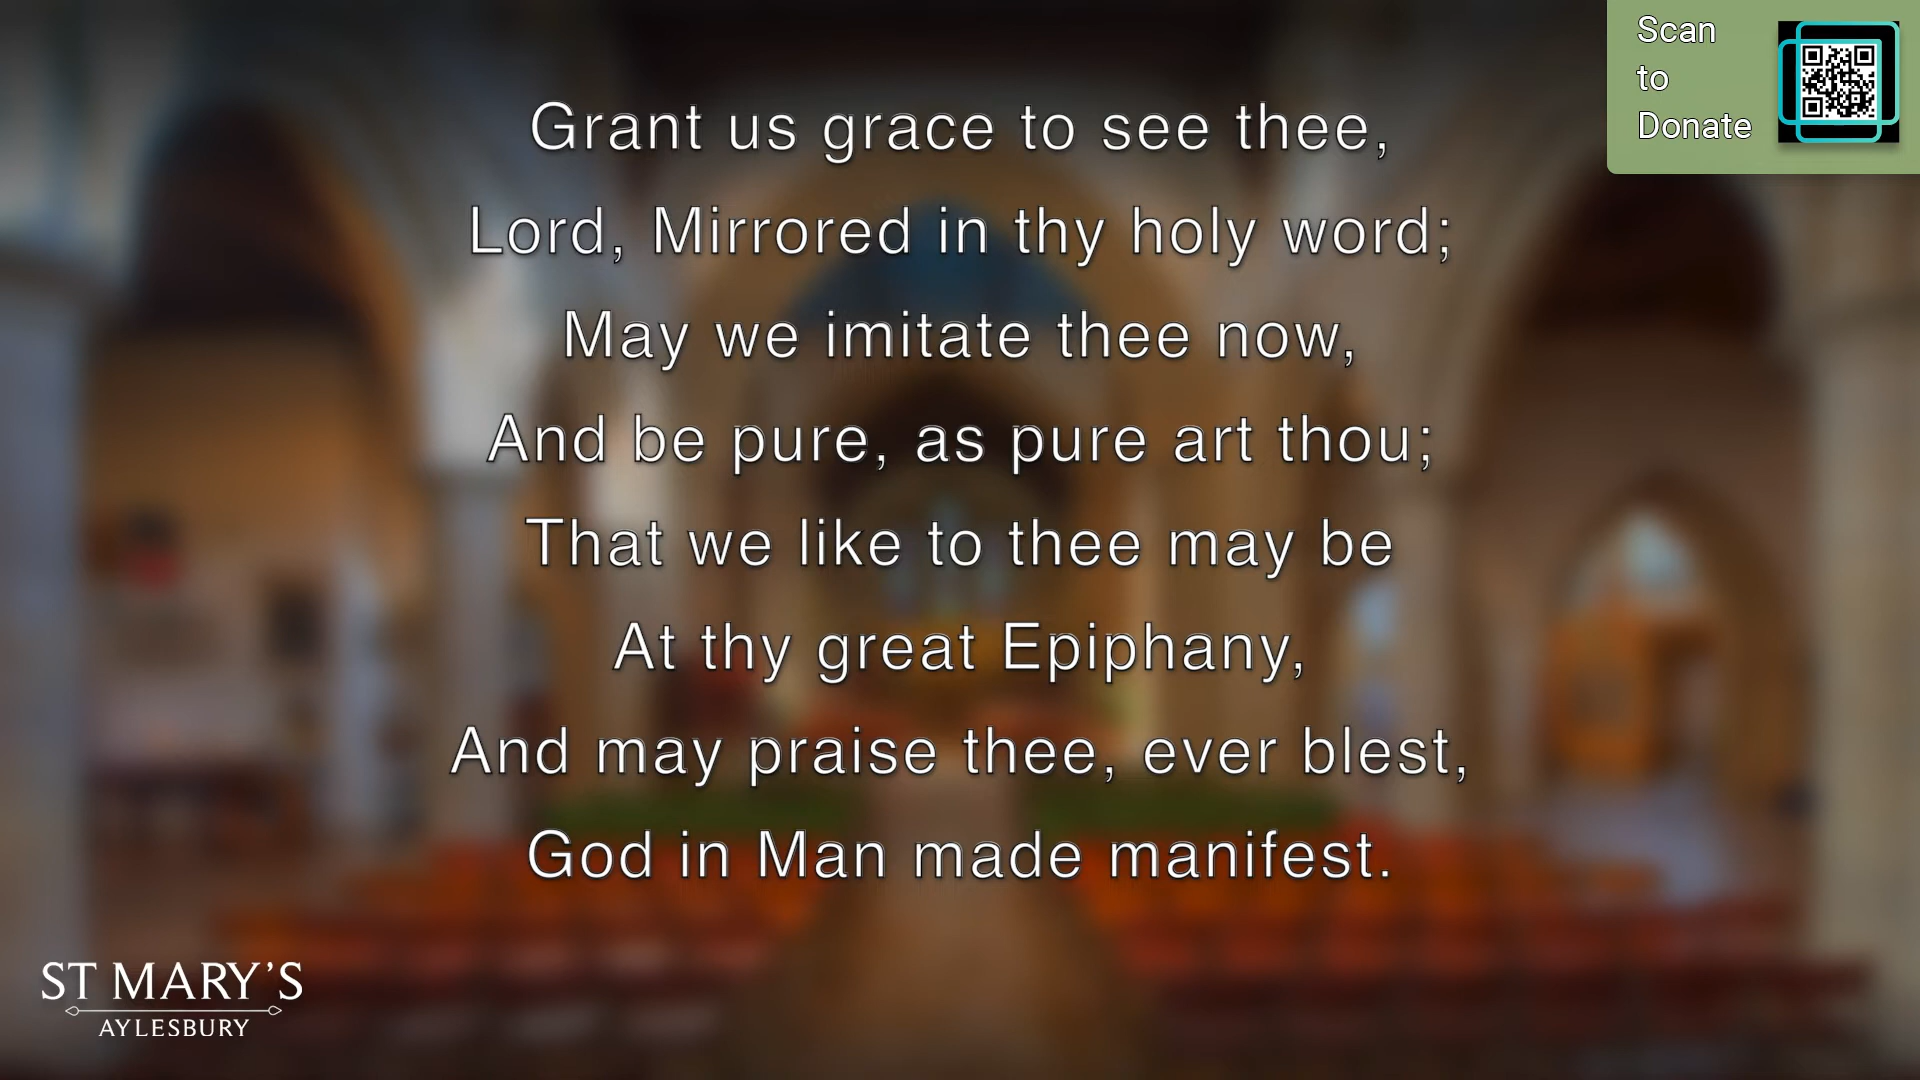 Scan
to
Donate
Grant us grace to see thee,
Lord, Mirrored in thy holy word;
May we imitate thee now,
And be pure, as pure art thou;
That we like to thee may be
At thy great Epiphany,
And may praise thee, ever blest,
God in Man made manifest.
ST MARY'S
AYLESBURY